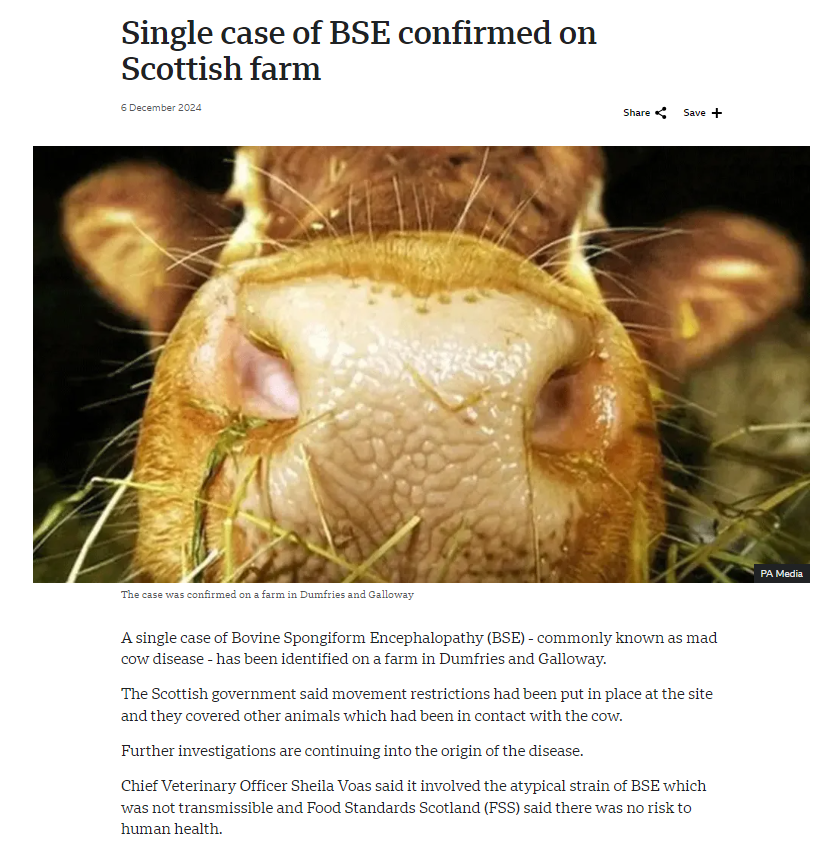 Single case of BSE confirmed on
Scottish farm
6 December 2024
Share
Save
PA Media
The case was confirmed on a farm in Dumfries and Galloway
A single case of Bovine Spongiform Encephalopathy (BSE) - commonly known as mad
cow disease - has been identified on a farm in Dumfries and Galloway.
The Scottish government said movement restrictions had been put in place at the site
and they covered other animals which had been in contact with the cow.
Further investigations are continuing into the origin of the disease.
Chief Veterinary Officer Sheila Voas said it involved the atypical strain of BSE which
was not transmissible and Food Standards Scotland (FSS) said there was no risk to
human health.